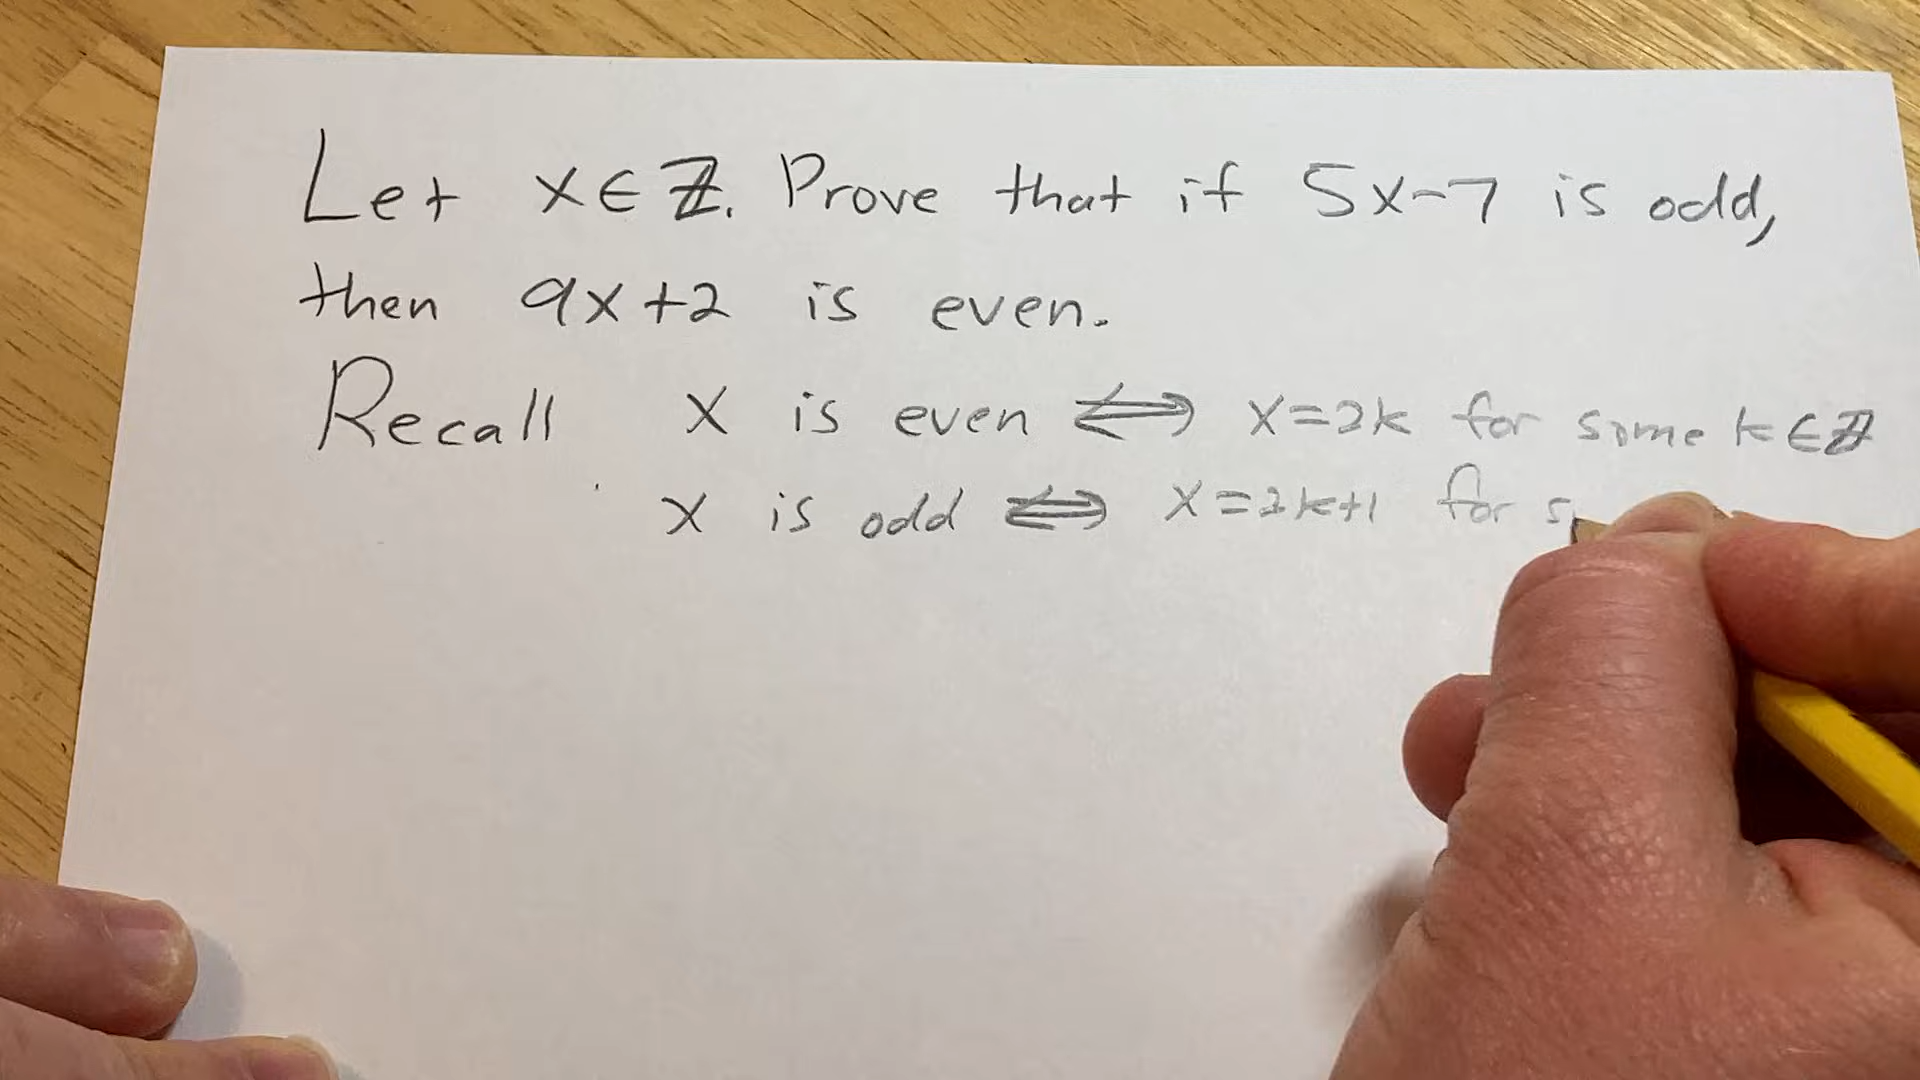 Let x∈ℤ. Prove that if 5x-7 is odd,
then 9x+2 is even.
Recall x is even ⟺ x=2k for some k∈ℤ
x is odd ⟺ x=2k+1 for